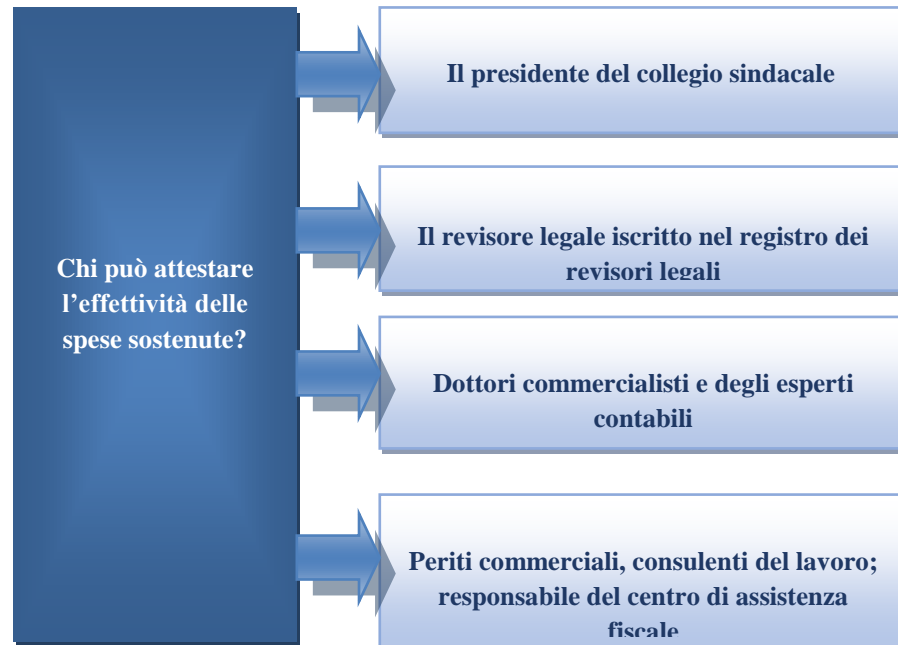 Chi può attestare
l’effettività delle
spese sostenute?
Il presidente del collegio sindacale
Il revisore legale iscritto nel registro dei
revisori legali
Dottori commercialisti e degli esperti
contabili
Periti commerciali, consulenti del lavoro;
responsabile del centro di assistenza
fiscale